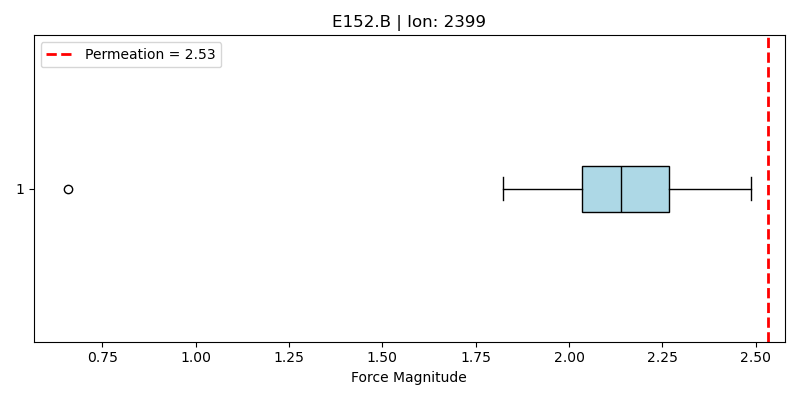 E152.B | Ion: 2399
Permeation = 2.53
1
0.75 1.00 1.25 1.50 1.75 2.00 2.25 2.50
Force Magnitude